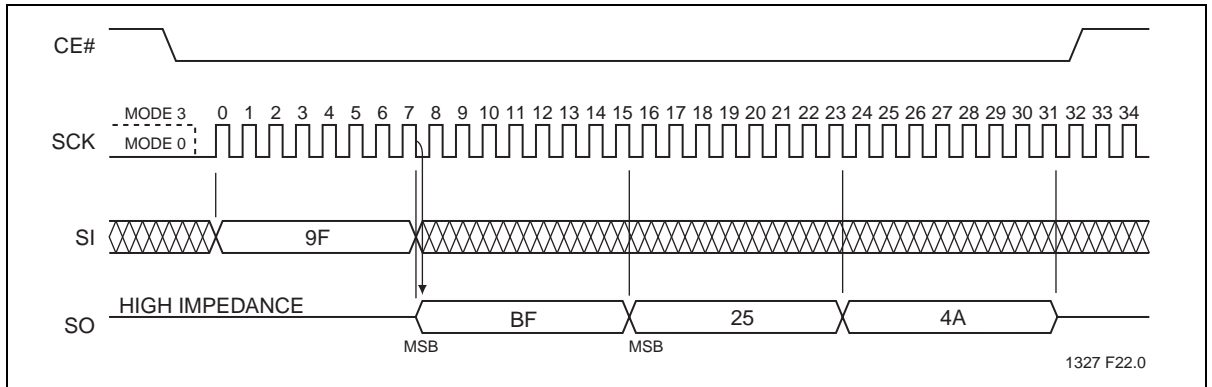 CE#
MODE 3
0 1 2 3 4 5 6 7 8 9 10 11 12 13 14 15 16 17 18 19 20 21 22 23 24 25 26 27 28 29 30 31 32 33 34
SCK
MODE 0
SI
9F
HIGH IMPEDANCE
SO
BF
25
4A
MSB
MSB
1327 F22.0